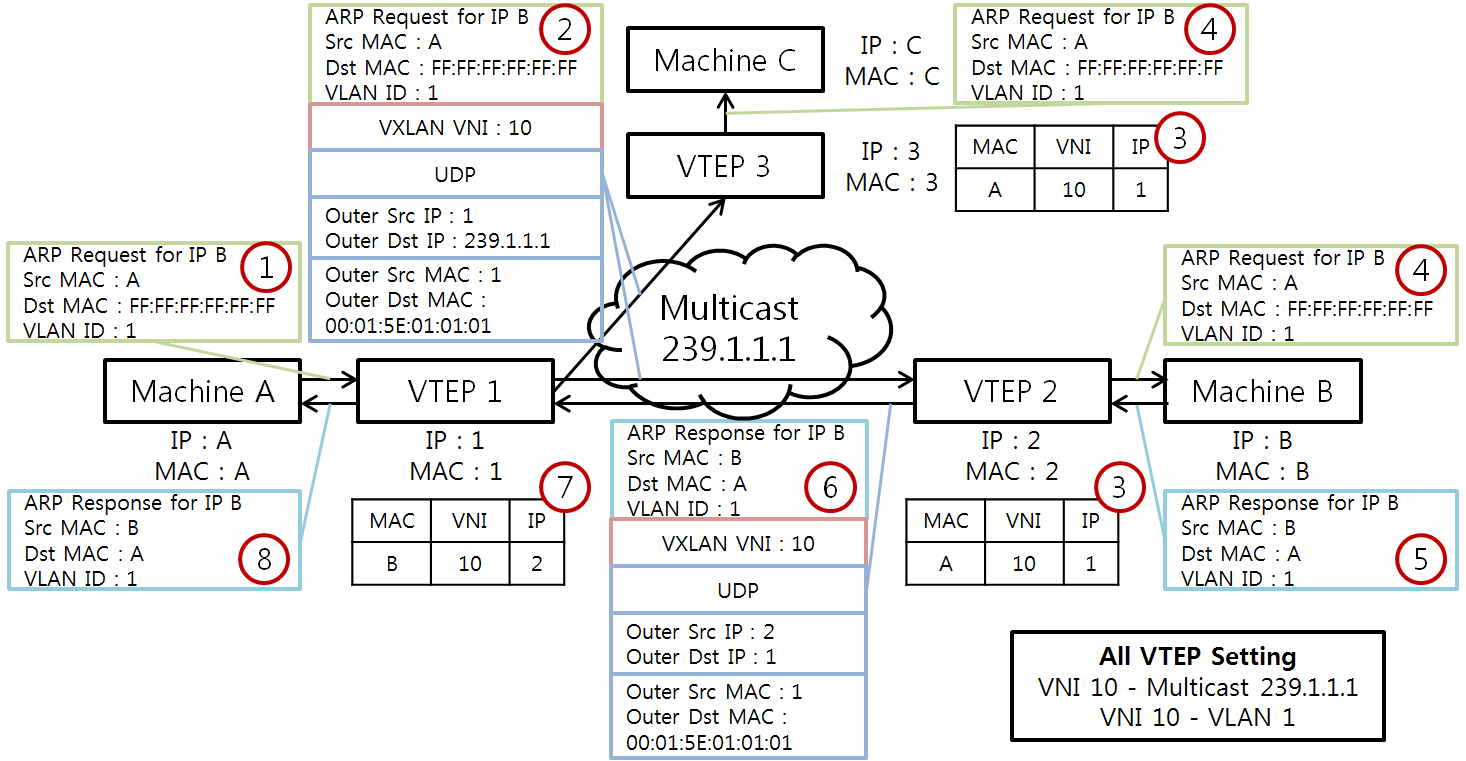 ARP Request for IP B
Src MAC : A
Dst MAC : FF:FF:FF:FF:FF:FF
VLAN ID : 1
2
VXLAN VNI : 10
UDP
Outer Src IP : 1
Outer Dst IP : 239.1.1.1
Outer Src MAC : 1
Outer Dst MAC :
00:01:5E:01:01:01
Machine C
IP : C
MAC : C
ARP Request for IP B
Src MAC : A
Dst MAC : FF:FF:FF:FF:FF:FF
VLAN ID : 1
4
VTEP 3
IP : 3
MAC : 3
MAC VNI IP
A 10 1
3
ARP Request for IP B
Src MAC : A
Dst MAC : FF:FF:FF:FF:FF:FF
VLAN ID : 1
1
Multicast
239.1.1.1
ARP Request for IP B
Src MAC : A
Dst MAC : FF:FF:FF:FF:FF:FF
VLAN ID : 1
4
Machine A
IP : A
MAC : A
VTEP 1
IP : 1
MAC : 1
VTEP 2
IP : 2
MAC : 2
Machine B
IP : B
MAC : B
ARP Response for IP B
Src MAC : B
Dst MAC : A
VLAN ID : 1
8
MAC VNI IP
B 10 2
7
ARP Response for IP B
Src MAC : B
Dst MAC : A
VLAN ID : 1
6
VXLAN VNI : 10
UDP
Outer Src IP : 2
Outer Dst IP : 1
Outer Src MAC : 1
Outer Dst MAC :
00:01:5E:01:01:01
MAC VNI IP
A 10 1
3
ARP Response for IP B
Src MAC : B
Dst MAC : A
VLAN ID : 1
5
All VTEP Setting
VNI 10 - Multicast 239.1.1.1
VNI 10 - VLAN 1